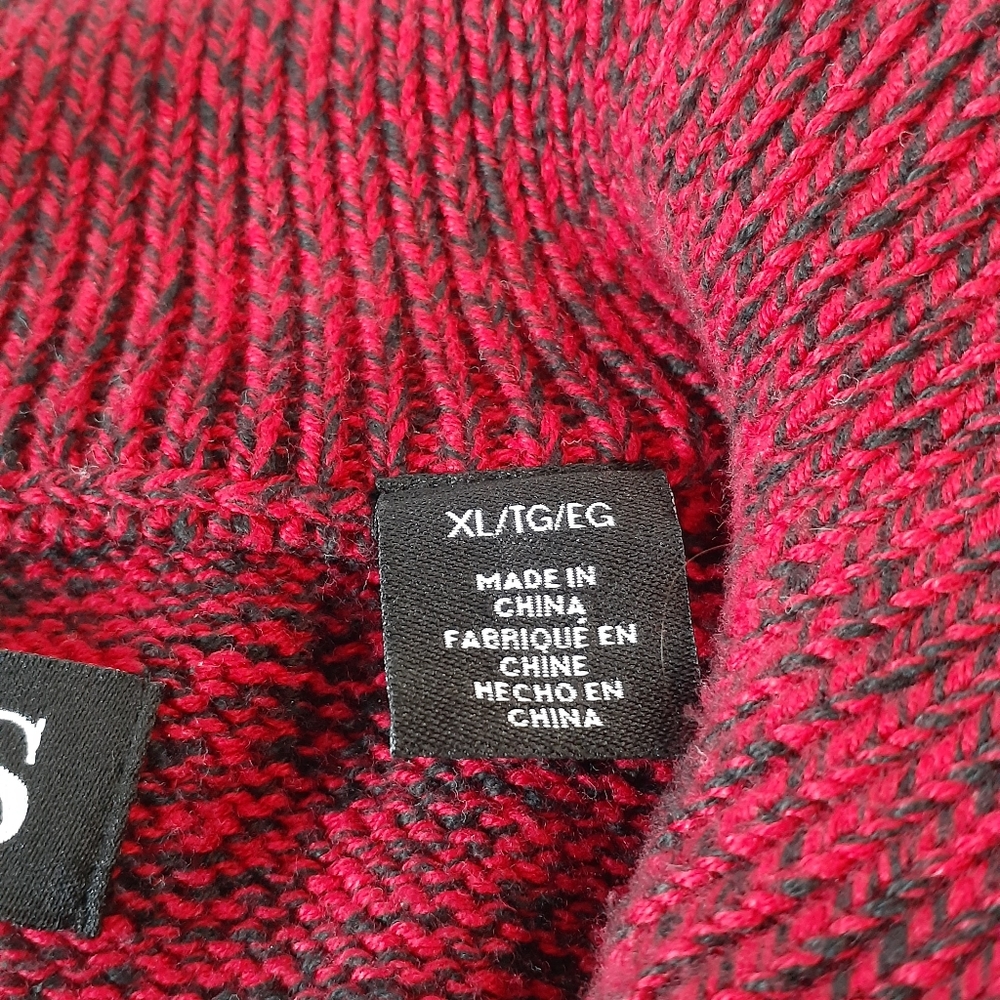 XL/TG/EG
MADE IN
CHINA
FABRIQUÉ EN
CHINE
HECHO EN
CHINA
S